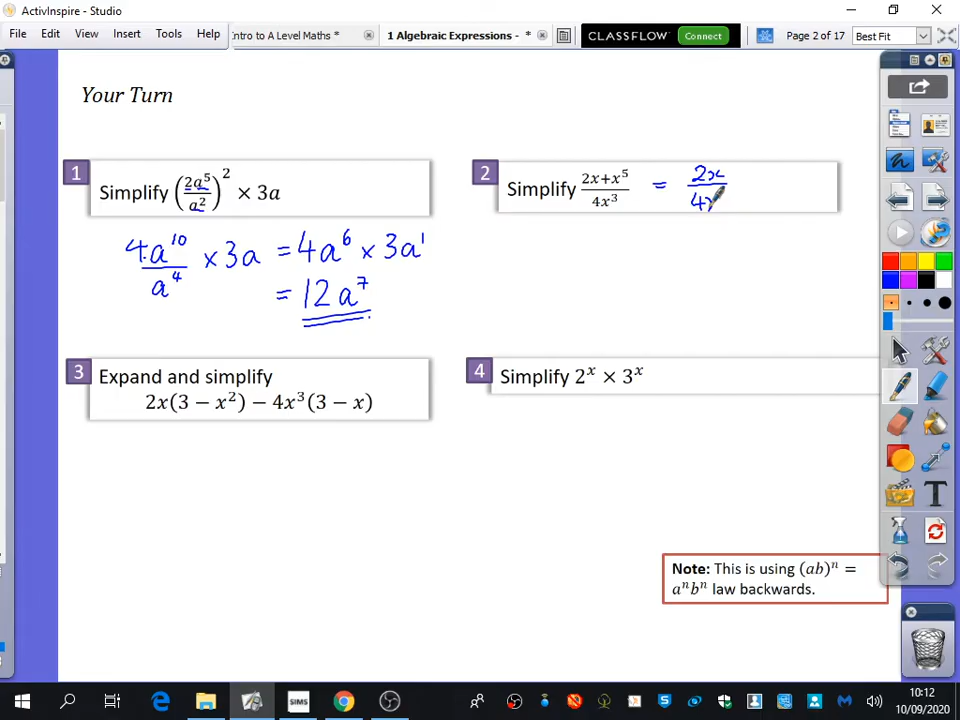 ActivInspire - Studio
File Edit View Insert Tools Help
Intro to A Level Maths *
1 Algebraic Expressions - *
CLASSFLOW Connect
Page 2 of 17
Best Fit
Your Turn
1
Simplify (2a⁵/a²)² × 3a
4a¹⁰/a⁴ × 3a = 4a⁶ × 3a¹
= 12a⁷
2
Simplify (2x+x⁵)/(4x³) = 2x/4x
3
Expand and simplify
2x(3 − x²) − 4x³(3 − x)
4
Simplify 2ˣ × 3ˣ
Note: This is using (ab)ⁿ =
aⁿbⁿ law backwards.
T
SIMS
10:12
10/09/2020